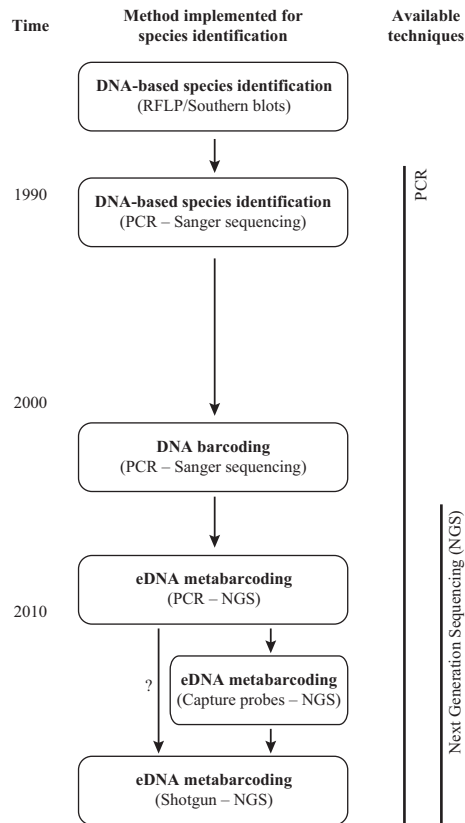 Time
Method implemented for
species identification
Available
techniques
DNA-based species identification
(RFLP/Southern blots)
1990
DNA-based species identification
(PCR – Sanger sequencing)
PCR
2000
DNA barcoding
(PCR – Sanger sequencing)
Next Generation Sequencing (NGS)
eDNA metabarcoding
(PCR – NGS)
2010
?
eDNA metabarcoding
(Capture probes – NGS)
eDNA metabarcoding
(Shotgun – NGS)